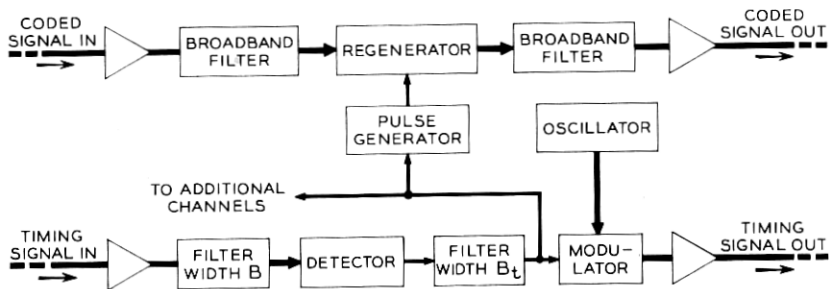 CODED
SIGNAL IN
BROADBAND
FILTER
REGENERATOR
BROADBAND
FILTER
CODED
SIGNAL OUT
PULSE
GENERATOR
OSCILLATOR
TO ADDITIONAL
CHANNELS
TIMING
SIGNAL IN
FILTER
WIDTH B
DETECTOR
FILTER
WIDTH Bt
MODU-
LATOR
TIMING
SIGNAL OUT